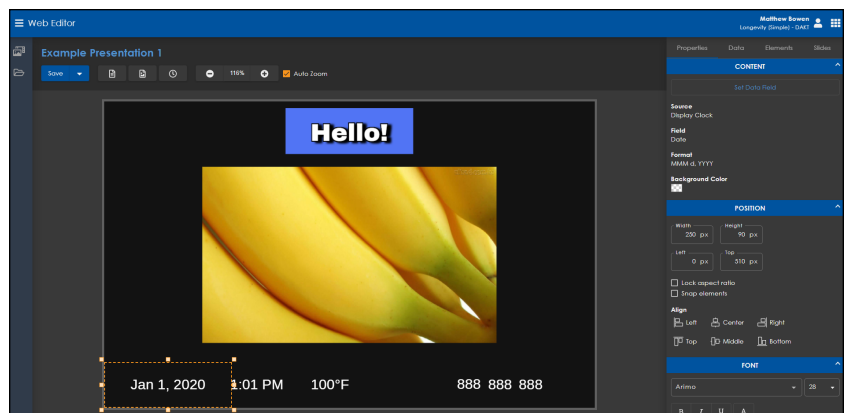 Web Editor
Matthew Bowen
Longevity (Simple) - DAKT
Example Presentation 1
Save
116%
Auto Zoom
Hello!
Jan 1, 2020
1:01 PM
100°F
888 888 888
Properties
Data
Elements
Slides
CONTENT
Set Data Field
Source
Display Clock
Field
Date
Format
MMM d, YYYY
Background Color
POSITION
Width
250 px
Height
90 px
Left
0 px
Top
510 px
Lock aspect ratio
Snap elements
Align
Left
Center
Right
Top
Middle
Bottom
FONT
Arimo
28
B I U A